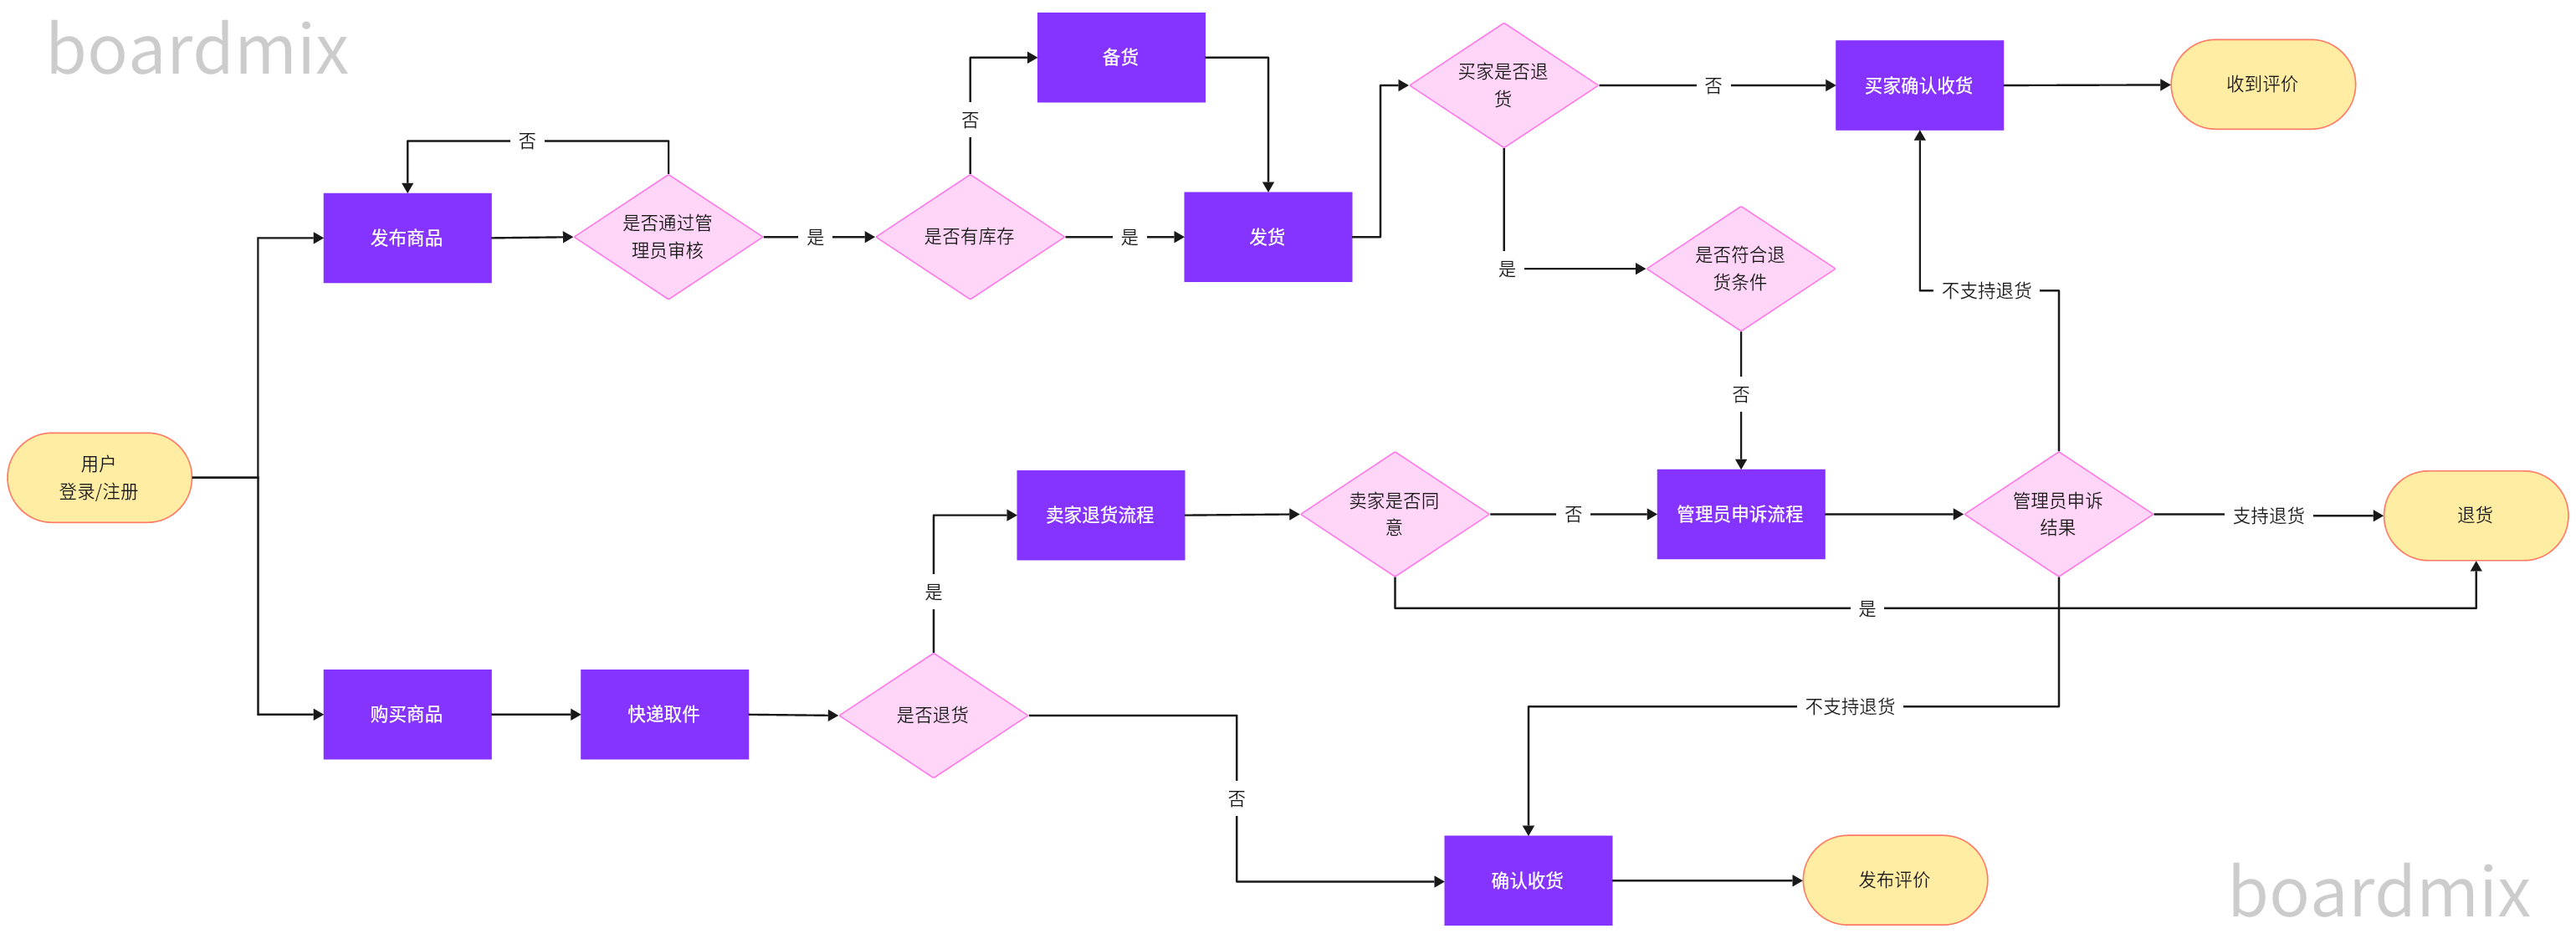 boardmix
备货
买家是否退
货
否
买家确认收货
收到评价
否
否
发布商品
是否通过管
理员审核
是
是否有库存
是
发货
是
是否符合退
货条件
不支持退货
否
用户
登录/注册
卖家退货流程
卖家是否同
意
否
管理员申诉流程
管理员申诉
结果
支持退货
退货
是
是
购买商品
快递取件
是否退货
不支持退货
否
确认收货
发布评价
boardmix